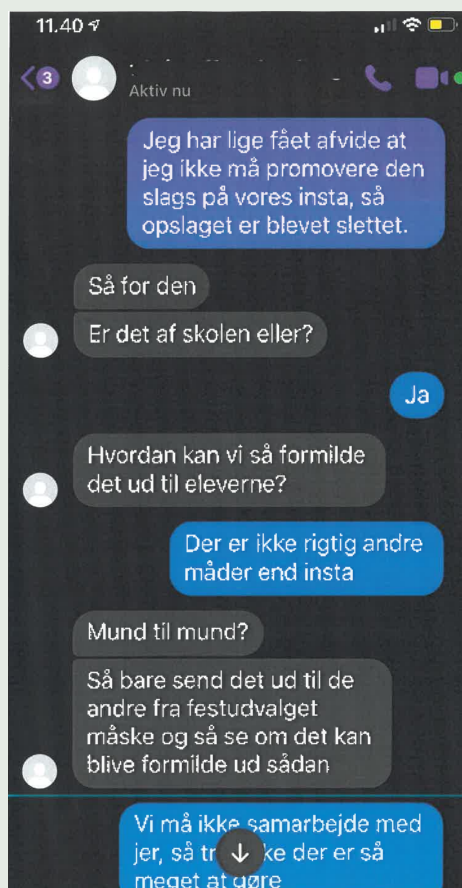 11.40
3
Aktiv nu
Jeg har lige fået afvide at
jeg ikke må promovere den
slags på vores insta, så
opslaget er blevet slettet.
Så for den
Er det af skolen eller?
Ja
Hvordan kan vi så formilde
det ud til eleverne?
Der er ikke rigtig andre
måder end insta
Mund til mund?
Så bare send det ud til de
andre fra festudvalget
måske og så se om det kan
blive formilde ud sådan
Vi må ikke samarbejde med
jer, så der er så
meget at gøre